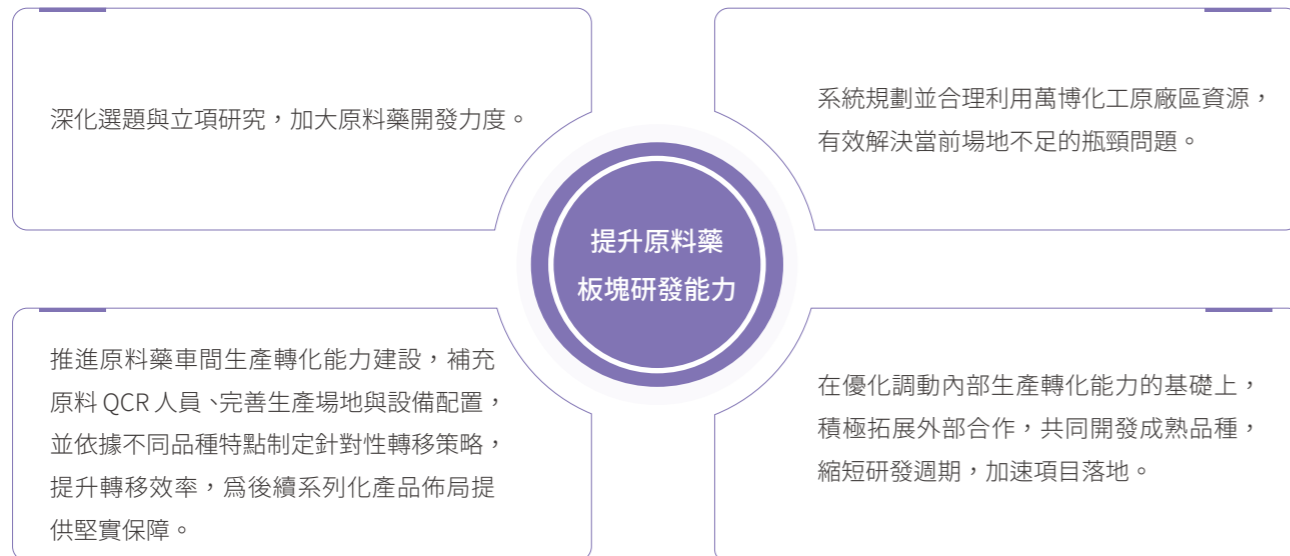 深化選題與立項研究，加大原料藥開發力度。
系統規劃並合理利用萬博化工原廠區資源，
有效解決當前場地不足的瓶頸問題。
提升原料藥
板塊研發能力
推進原料藥車間生產轉化能力建設，補充
原料 QCR 人員、完善生產場地與設備配置，
並依據不同品種特點制定針對性轉移策略，
提升轉移效率，爲後續系列化產品佈局提
供堅實保障。
在優化調動內部生產轉化能力的基礎上，
積極拓展外部合作，共同開發成熟品種，
縮短研發週期，加速項目落地。